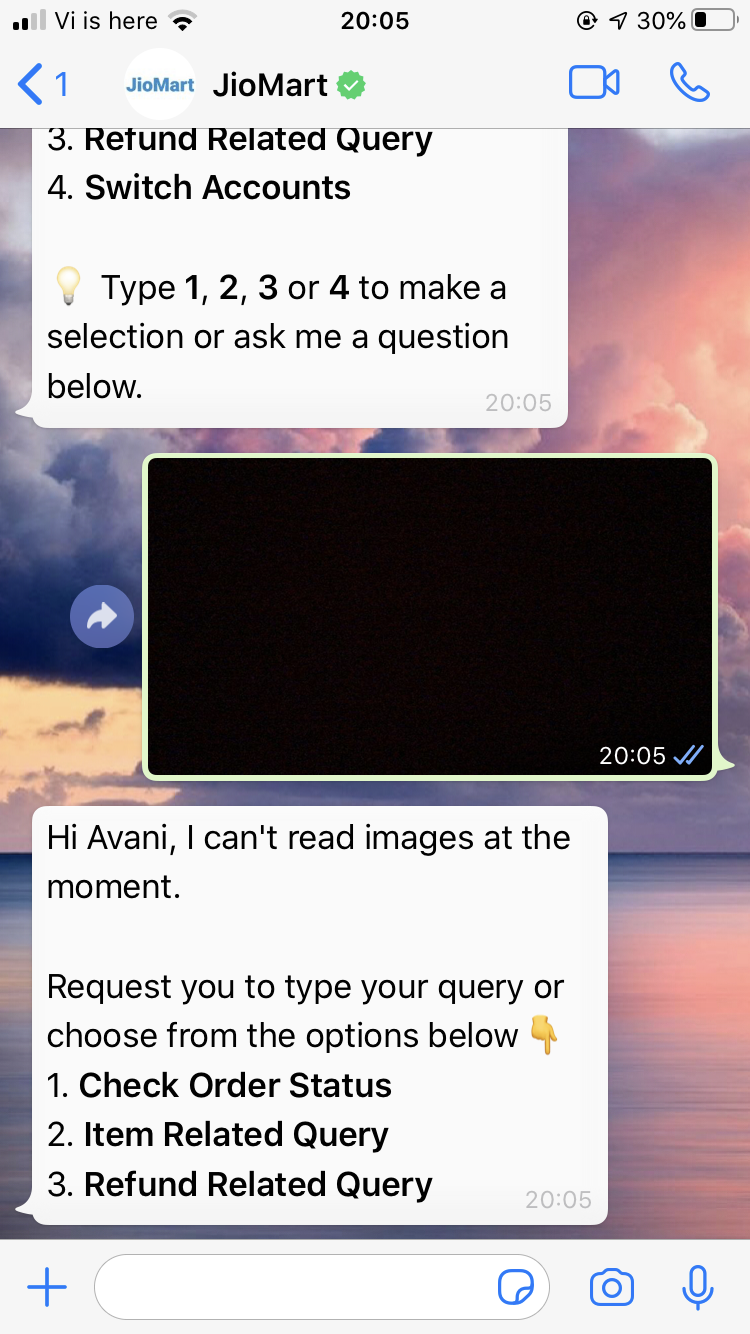 Vi is here 20:05 30%
1 JioMart JioMart
3. Refund Related Query
4. Switch Accounts
💡 Type 1, 2, 3 or 4 to make a
selection or ask me a question
below.
20:05
20:05
Hi Avani, I can't read images at the
moment.
Request you to type your query or
choose from the options below 👇
1. Check Order Status
2. Item Related Query
3. Refund Related Query
20:05